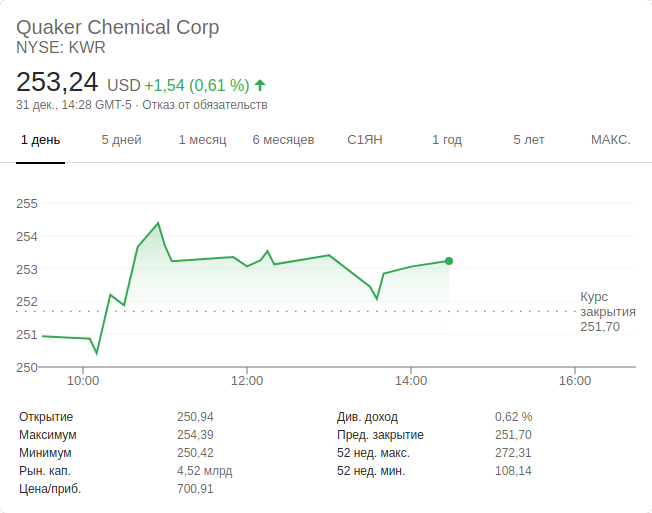 Quaker Chemical Corp
NYSE: KWR
253,24 USD +1,54 (0,61 %)
31 дек., 14:28 GMT-5 · Отказ от обязательств
1 день 5 дней 1 месяц 6 месяцев С1ЯН 1 год 5 лет МАКС.
255
254
253
252
251
250
Курс
закрытия
251,70
10:00 12:00 14:00 16:00
Открытие 250,94 Див. доход 0,62 %
Максимум 254,39 Пред. закрытие 251,70
Минимум 250,42 52 нед. макс. 272,31
Рын. кап. 4,52 млрд 52 нед. мин. 108,14
Цена/приб. 700,91